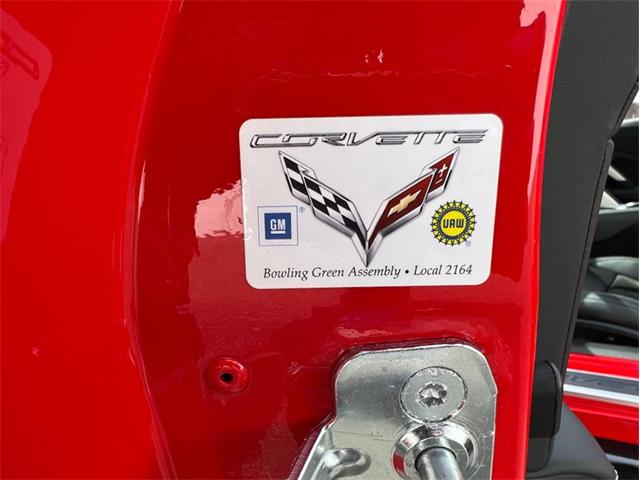 CORVETTE
GM
UAW
Bowling Green Assembly • Local 2164